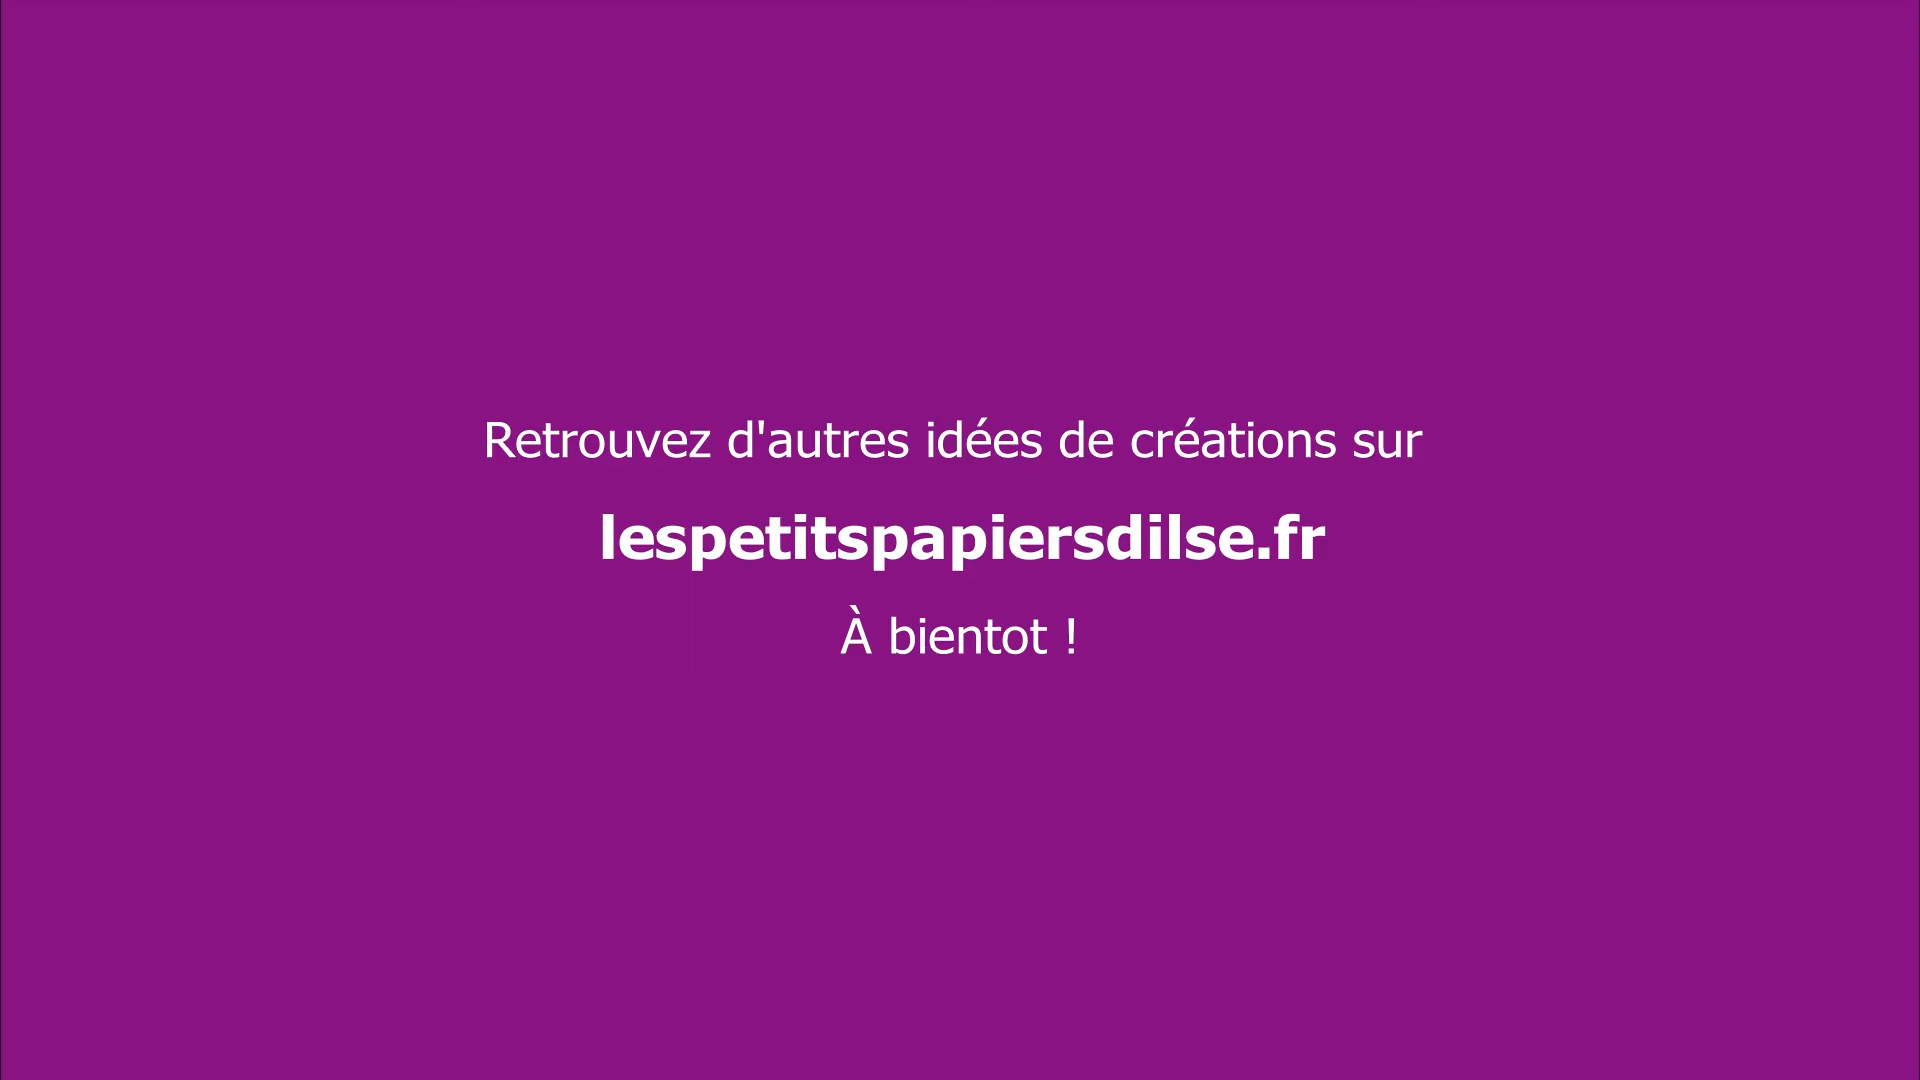 Retrouvez d'autres idées de créations sur
lespetitspapiersdilse.fr
À bientot !